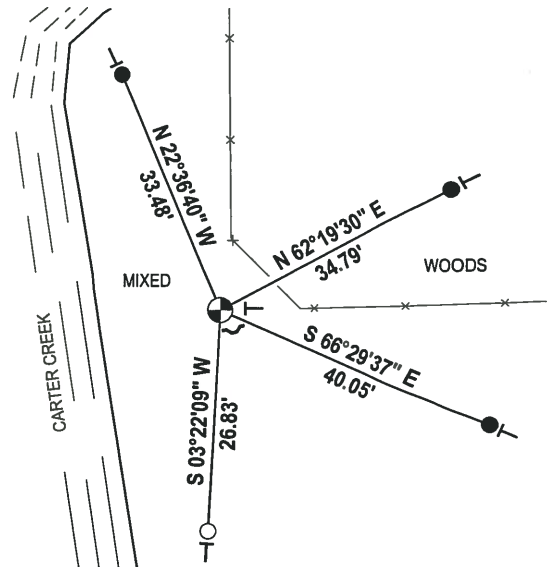 N 22°36'40" W
33.48'
N 62°19'30" E
34.79'
WOODS
MIXED
S 66°29'37" E
40.05'
CARTER CREEK
S 03°22'09" W
26.83'